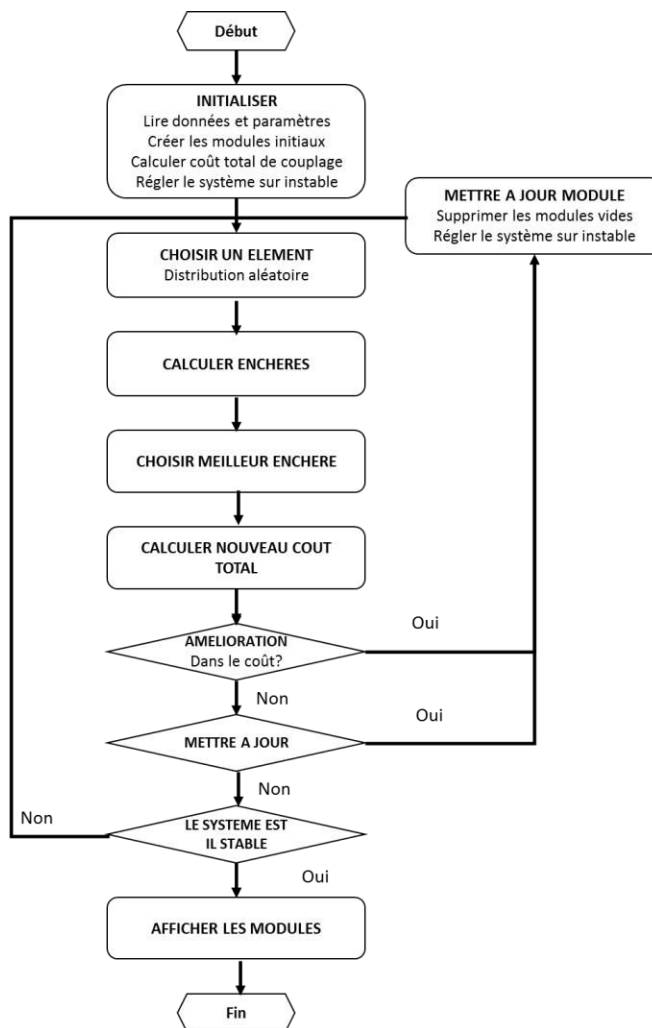 Début
INITIALISER
Lire données et paramètres
Créer les modules initiaux
Calculer coût total de couplage
Régler le système sur instable
METTRE A JOUR MODULE
Supprimer les modules vides
Régler le système sur instable
CHOISIR UN ELEMENT
Distribution aléatoire
CALCULER ENCHERES
CHOISIR MEILLEUR ENCHERE
CALCULER NOUVEAU COUT
TOTAL
Oui
AMELIORATION
Dans le coût?
Non
Oui
METTRE A JOUR
Non
Non
LE SYSTEME EST
IL STABLE
Oui
AFFICHER LES MODULES
Fin